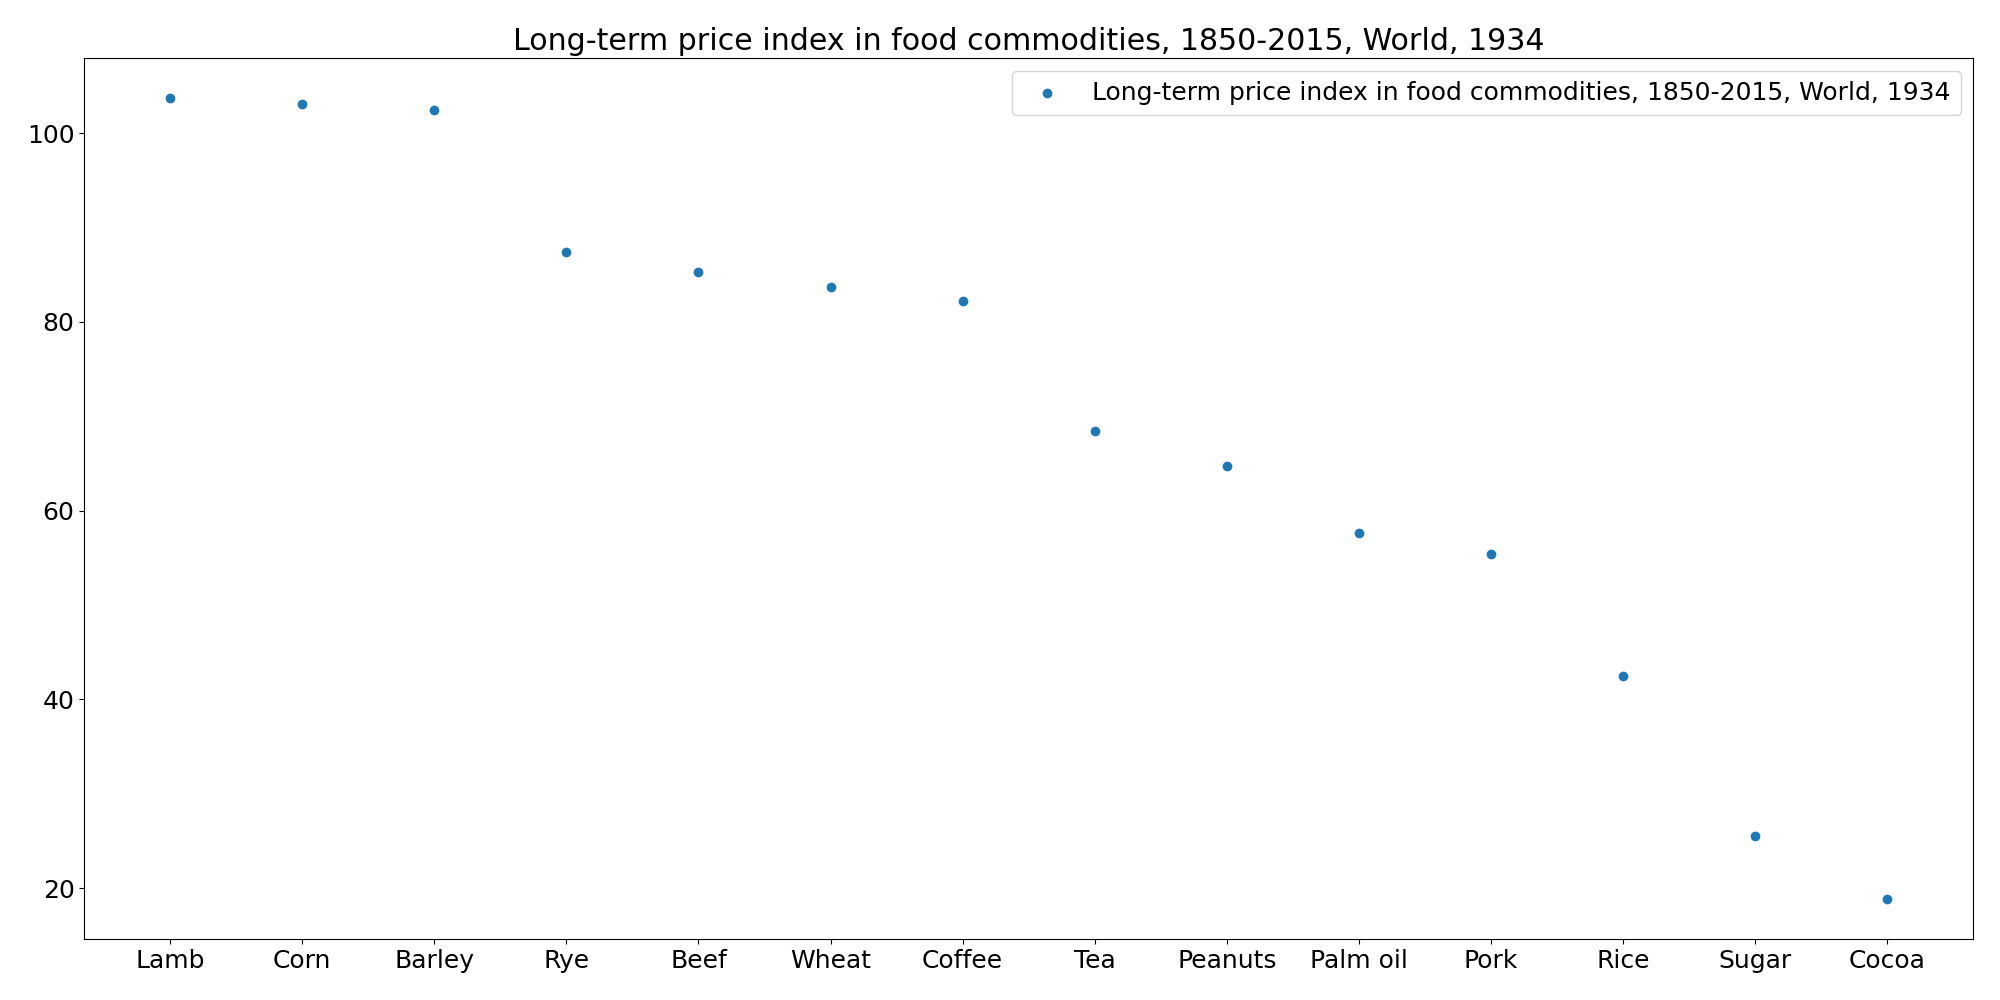 Long-term price index in food commodities, 1850-2015, World, 1934
Long-term price index in food commodities, 1850-2015, World, 1934
100
80
60
40
20
Lamb Corn Barley Rye Beef Wheat Coffee Tea Peanuts Palm oil Pork Rice Sugar Cocoa